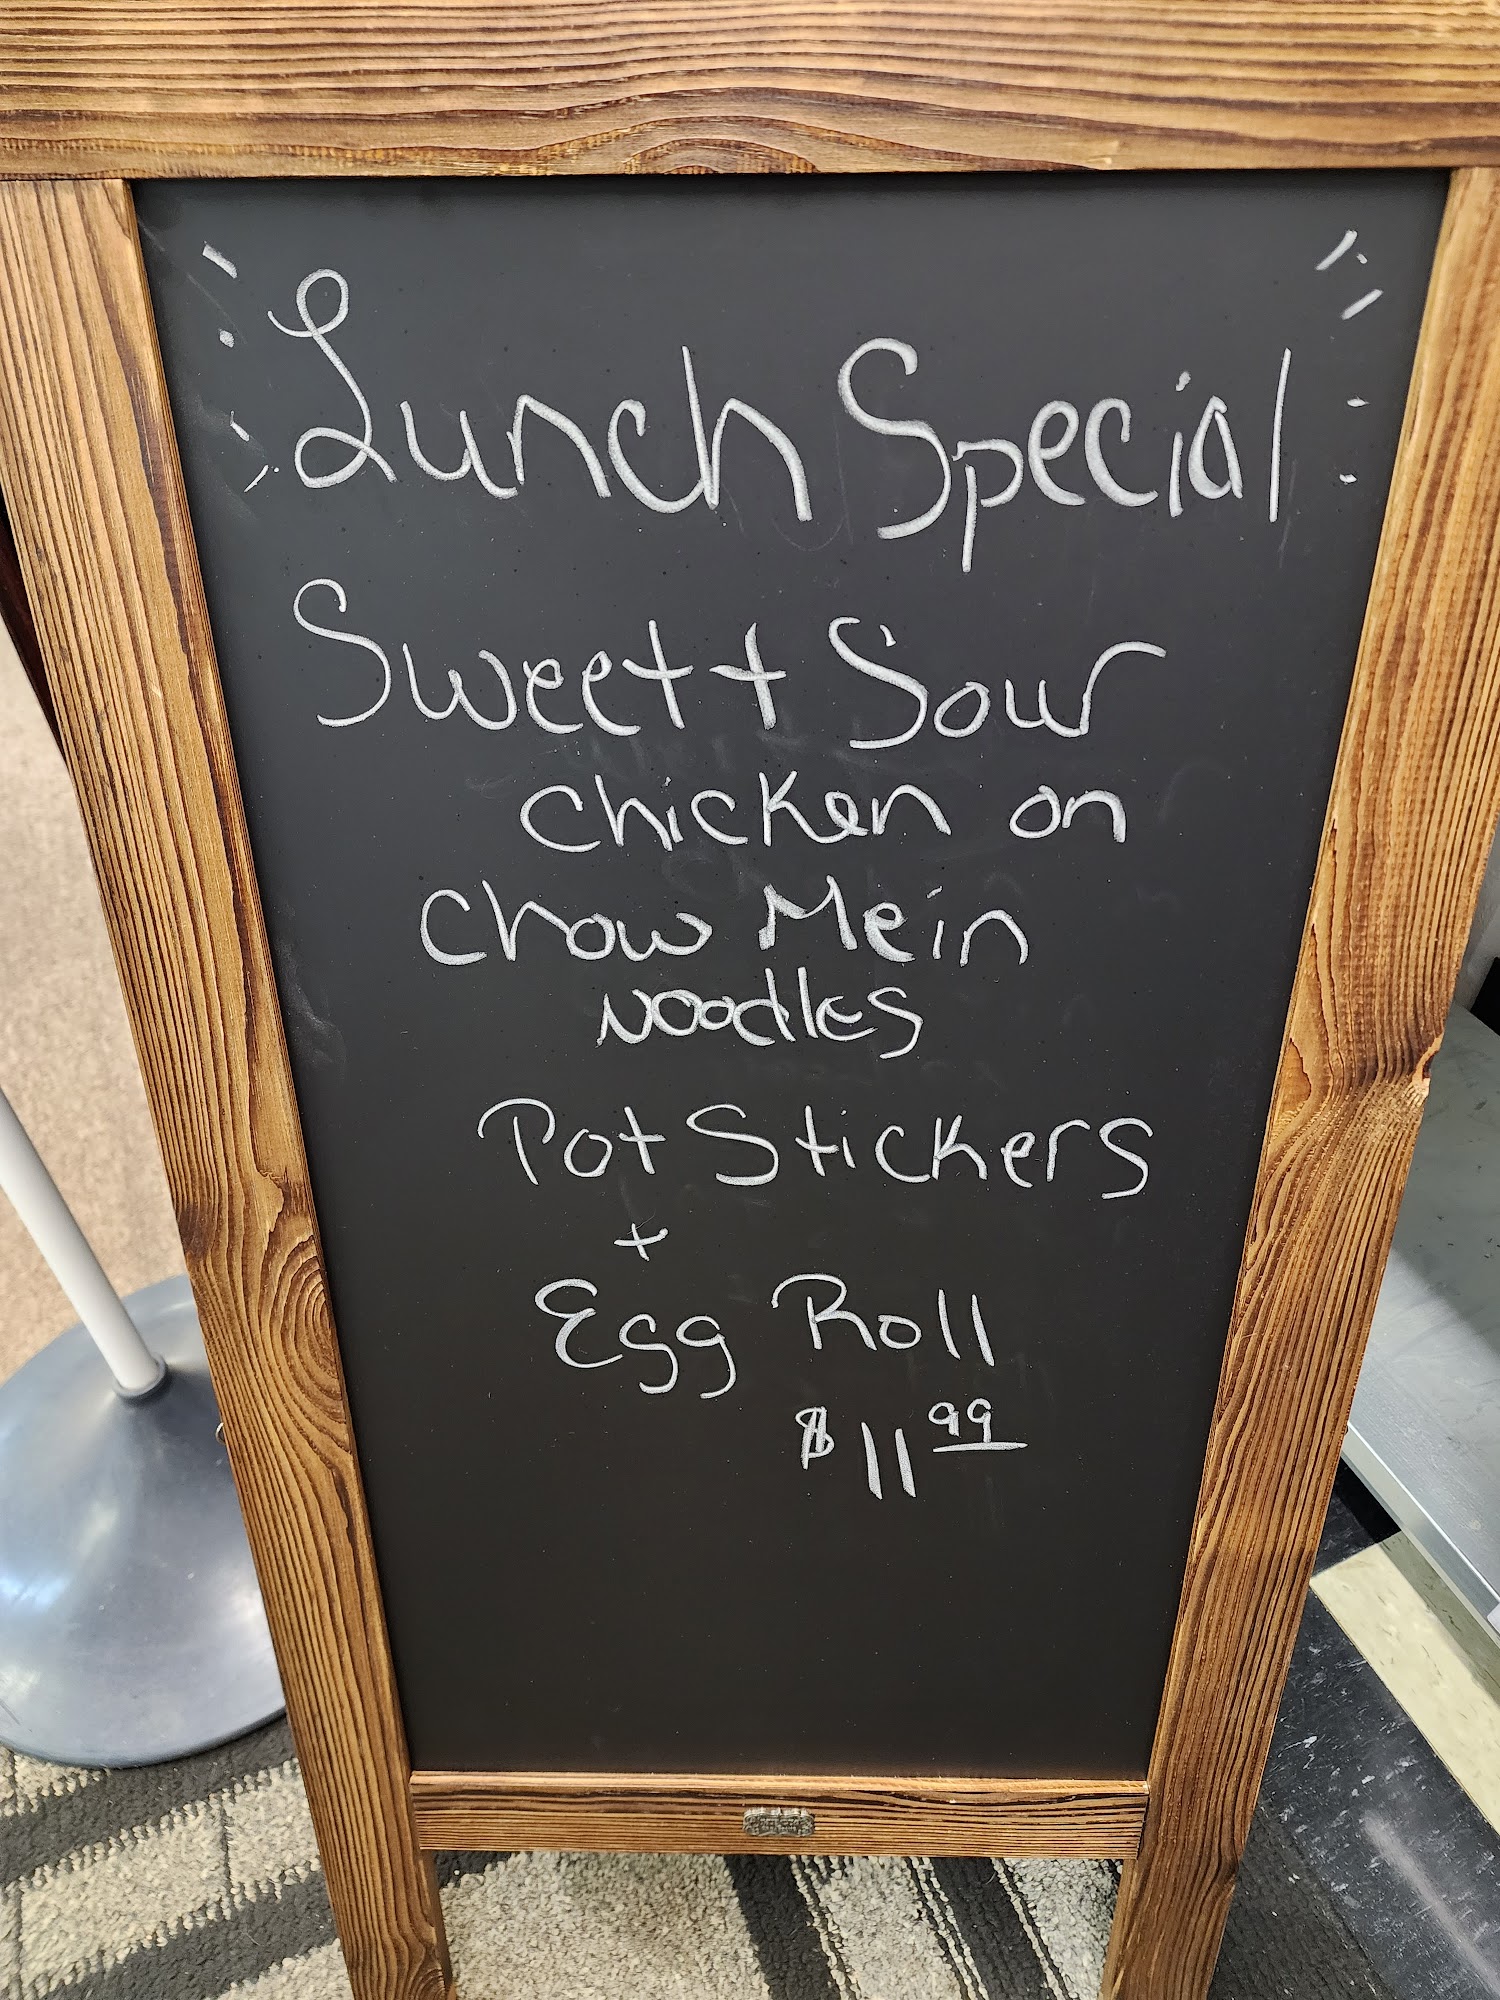 Lunch Special
Sweet + Sour
Chicken on
Chow Mein
Noodles
Pot Stickers
+
Egg Roll
$11 99